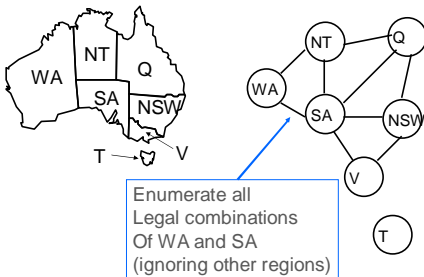 NT
Q
WA
SA
NSW
V
T
NT
Q
WA
SA
NSW
V
T
Enumerate all
Legal combinations
Of WA and SA
(ignoring other regions)